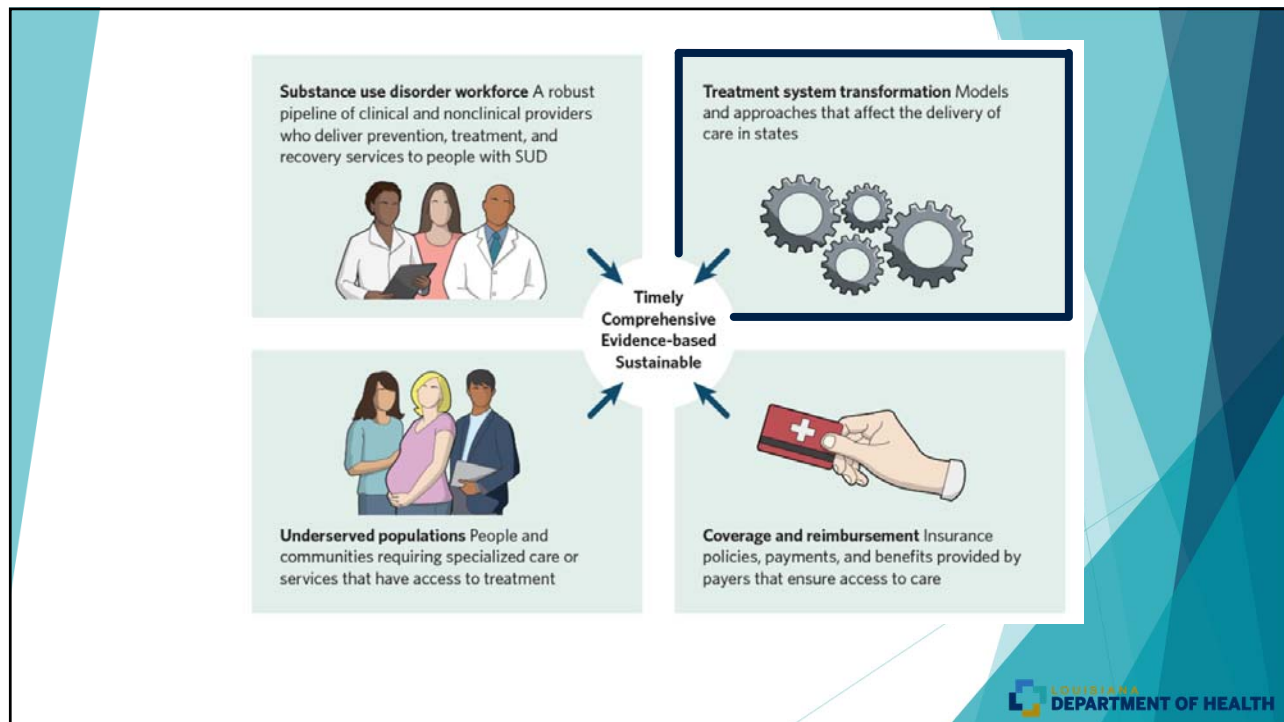 Substance use disorder workforce A robust
pipeline of clinical and nonclinical providers
who deliver prevention, treatment, and
recovery services to people with SUD
Treatment system transformation Models
and approaches that affect the delivery of
care in states
Timely
Comprehensive
Evidence-based
Sustainable
Underserved populations People and
communities requiring specialized care or
services that have access to treatment
Coverage and reimbursement Insurance
policies, payments, and benefits provided by
payers that ensure access to care
LOUISIANA
DEPARTMENT OF HEALTH